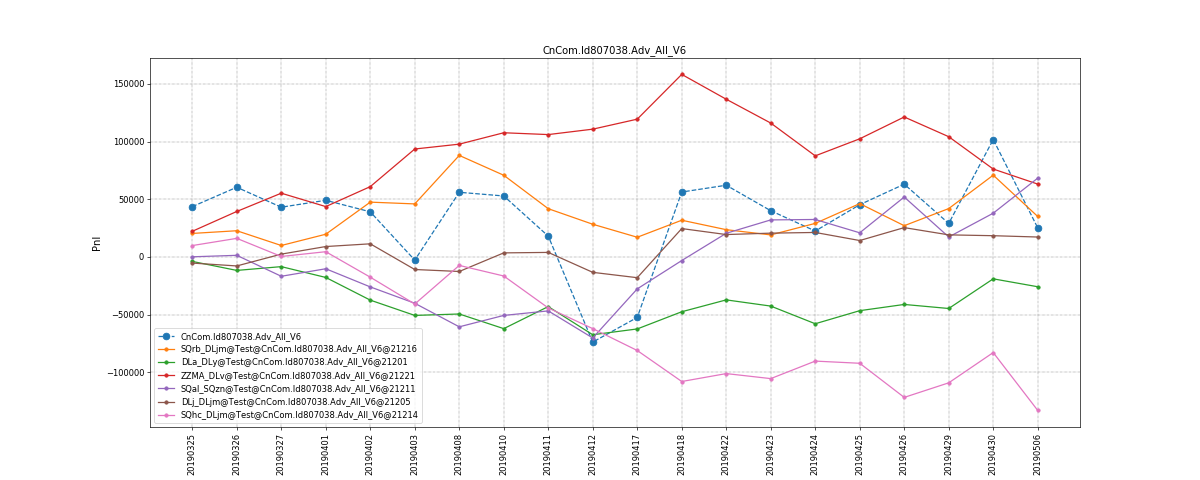 CnCom.Id807038.Adv_All_V6
150000
100000
50000
0
−50000
−100000
Pnl
CnCom.Id807038.Adv_All_V6
SQrb_DLjm@Test@CnCom.Id807038.Adv_All_V6@21216
DLa_DLy@Test@CnCom.Id807038.Adv_All_V6@21201
ZZMA_DLv@Test@CnCom.Id807038.Adv_All_V6@21221
SQal_SQzn@Test@CnCom.Id807038.Adv_All_V6@21211
DLj_DLjm@Test@CnCom.Id807038.Adv_All_V6@21205
SQhc_DLjm@Test@CnCom.Id807038.Adv_All_V6@21214
20190325
20190326
20190327
20190401
20190402
20190403
20190408
20190410
20190411
20190412
20190417
20190418
20190422
20190423
20190424
20190425
20190426
20190429
20190430
20190506